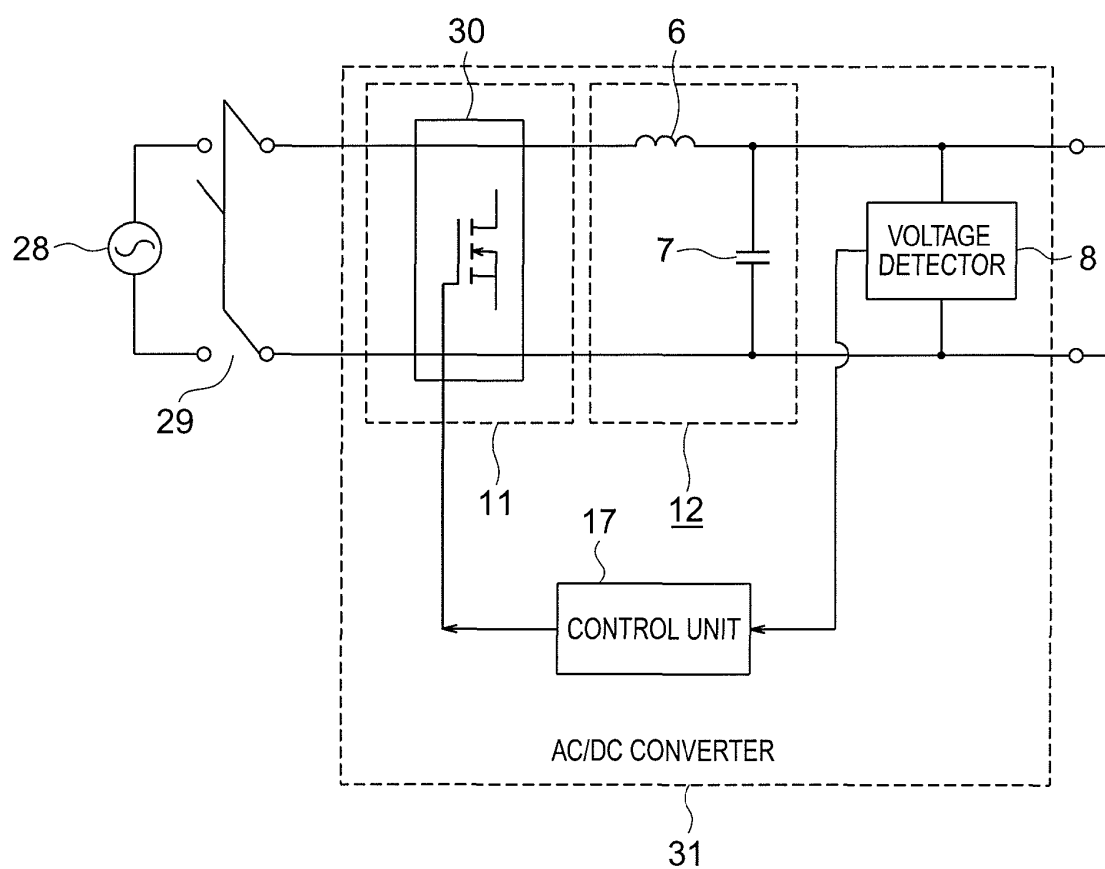 30
6
28
7
VOLTAGE
DETECTOR
8
29
11
12
17
CONTROL UNIT
AC/DC CONVERTER
31